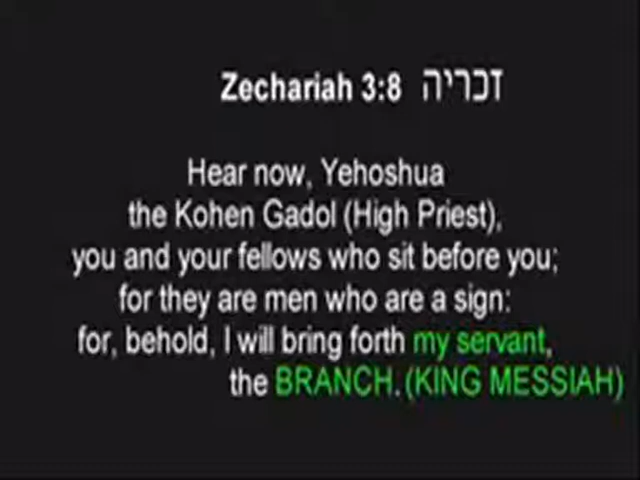 Zechariah 3:8 זכריה
Hear now, Yehoshua
the Kohen Gadol (High Priest),
you and your fellows who sit before you;
for they are men who are a sign:
for, behold, I will bring forth my servant,
the BRANCH. (KING MESSIAH)